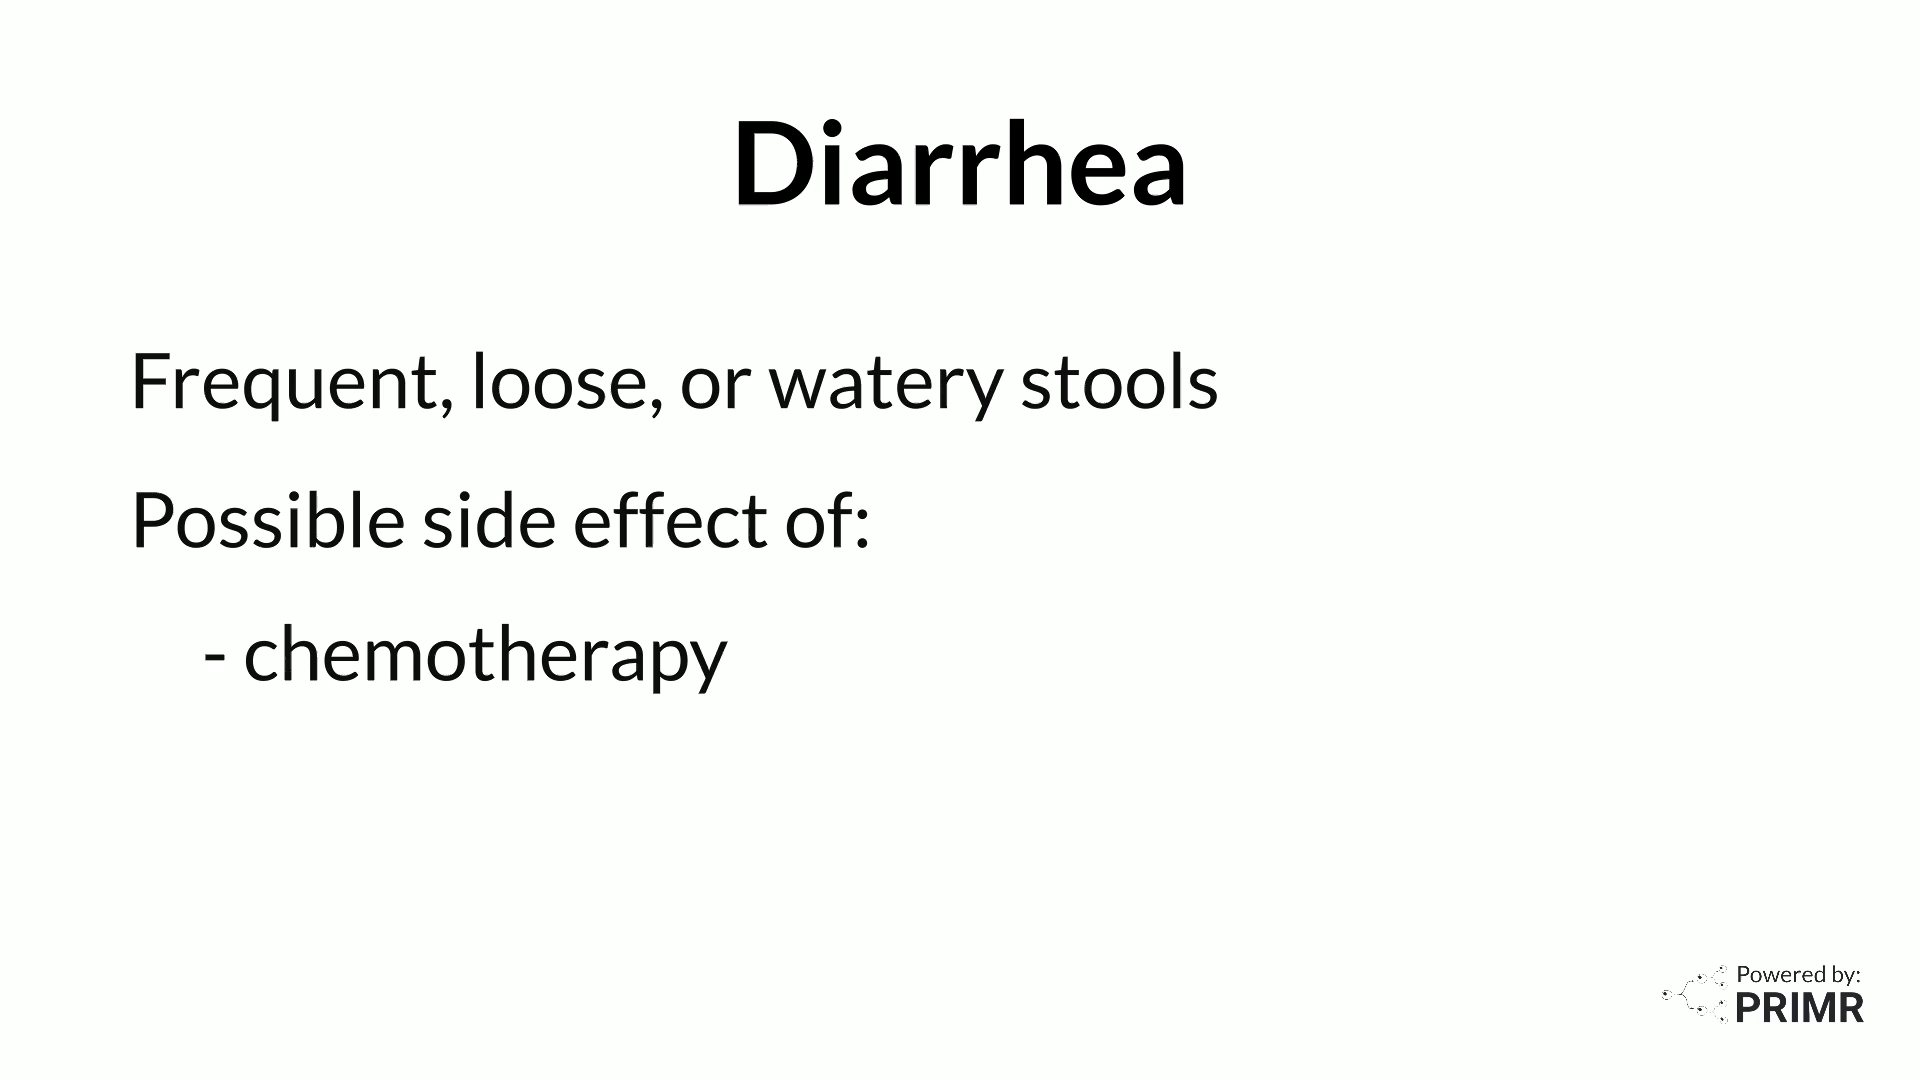 Diarrhea
Frequent, loose, or watery stools
Possible side effect of:
- chemotherapy
Powered by:
PRIMR